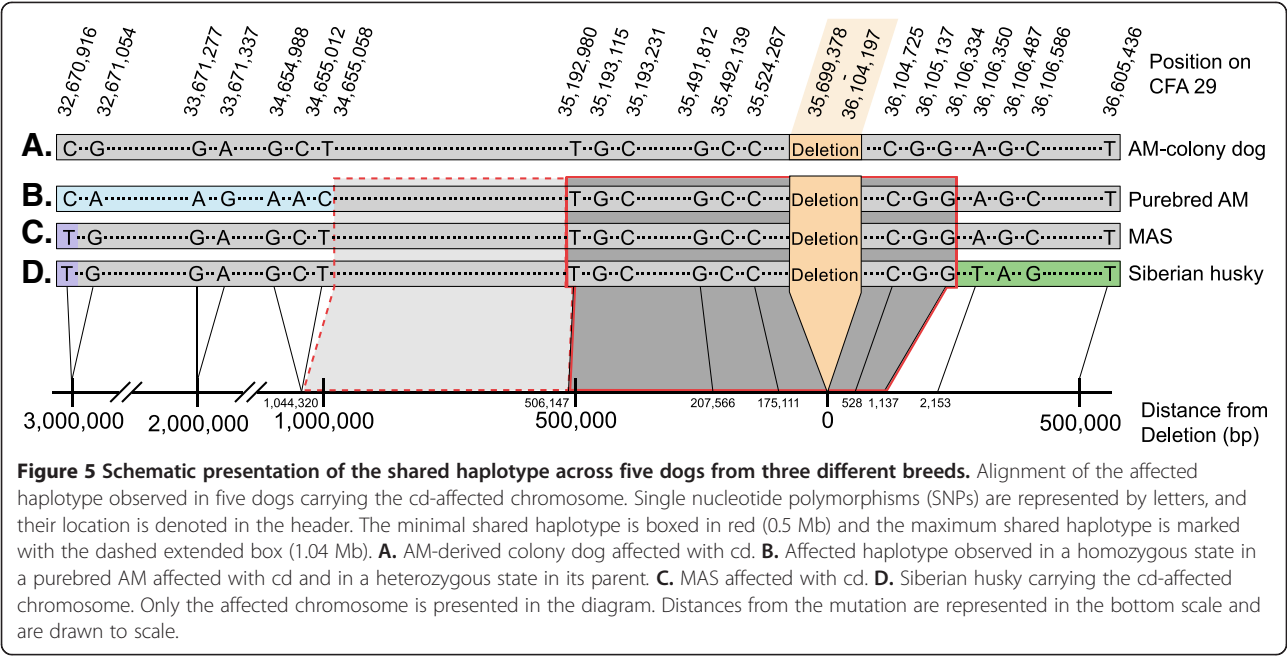 32,670,916 32,671,054 33,671,277 33,671,337 34,654,988 34,655,012 34,655,058 35,192,980 35,193,115 35,193,231 35,491,812 35,492,139 35,524,267 35,699,378 - 36,104,197 36,104,725 36,105,137 36,106,334 36,106,350 36,106,487 36,106,586 36,605,436
Position on
CFA 29
A. C··G···········G··A····G··C··T···························T··G··C·······G··C··C··· Deletion ··C··G··G··A··G··C·······T AM-colony dog
B. C··A···········A··G····A··A··C···························T··G··C·······G··C··C··· Deletion ··C··G··G··A··G··C·······T Purebred AM
C. T··G···········G··A····G··C··T···························T··G··C·······G··C··C··· Deletion ··C··G··G··A··G··C·······T MAS
D. T··G···········G··A····G··C··T···························T··G··C·······G··C··C··· Deletion ··C··G··G··T··A··G·······T Siberian husky
1,044,320 506,147 207,566 175,111 528 1,137 2,153
3,000,000 2,000,000 1,000,000 500,000 0 500,000
Distance from
Deletion (bp)
Figure 5 Schematic presentation of the shared haplotype across five dogs from three different breeds. Alignment of the affected
haplotype observed in five dogs carrying the cd-affected chromosome. Single nucleotide polymorphisms (SNPs) are represented by letters, and
their location is denoted in the header. The minimal shared haplotype is boxed in red (0.5 Mb) and the maximum shared haplotype is marked
with the dashed extended box (1.04 Mb). A. AM-derived colony dog affected with cd. B. Affected haplotype observed in a homozygous state in
a purebred AM affected with cd and in a heterozygous state in its parent. C. MAS affected with cd. D. Siberian husky carrying the cd-affected
chromosome. Only the affected chromosome is presented in the diagram. Distances from the mutation are represented in the bottom scale and
are drawn to scale.